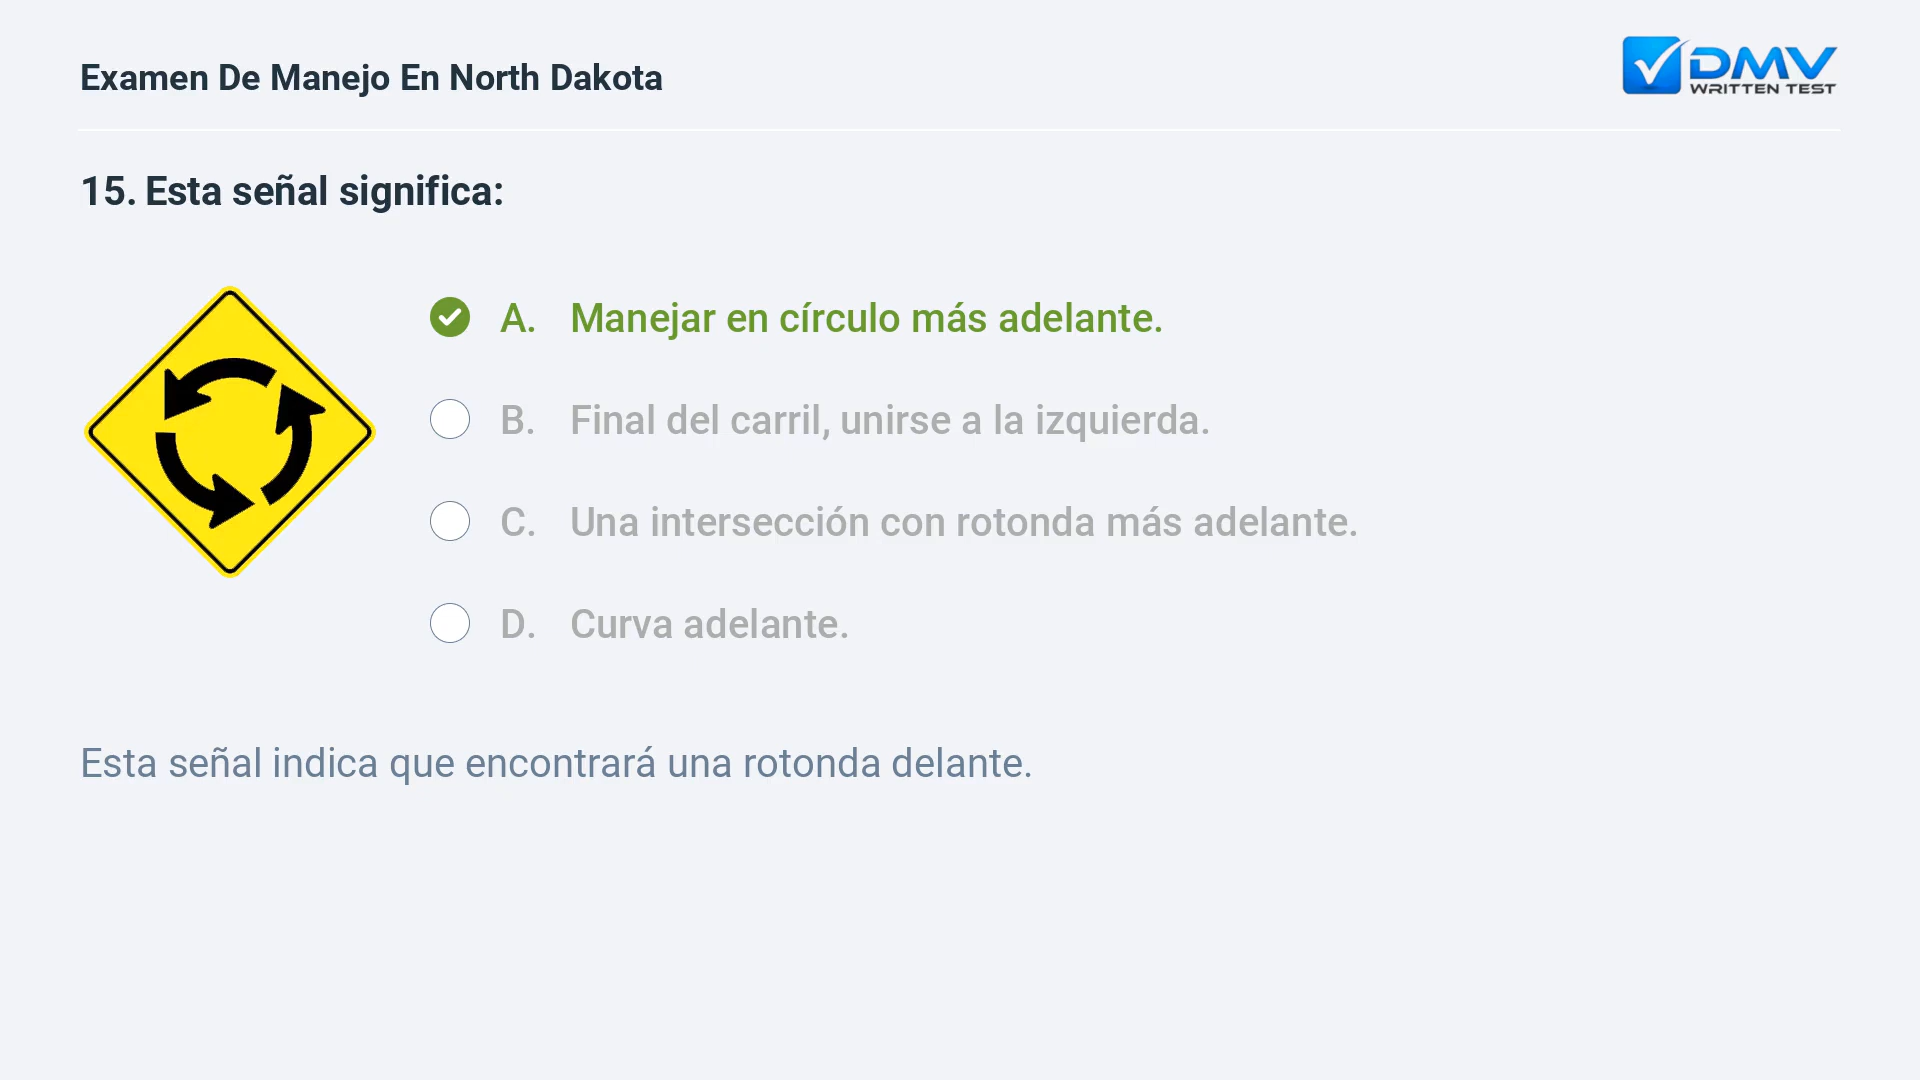 Examen De Manejo En North Dakota
DMV
WRITTEN TEST
15. Esta señal significa:
A. Manejar en círculo más adelante.
B. Final del carril, unirse a la izquierda.
C. Una intersección con rotonda más adelante.
D. Curva adelante.
Esta señal indica que encontrará una rotonda delante.